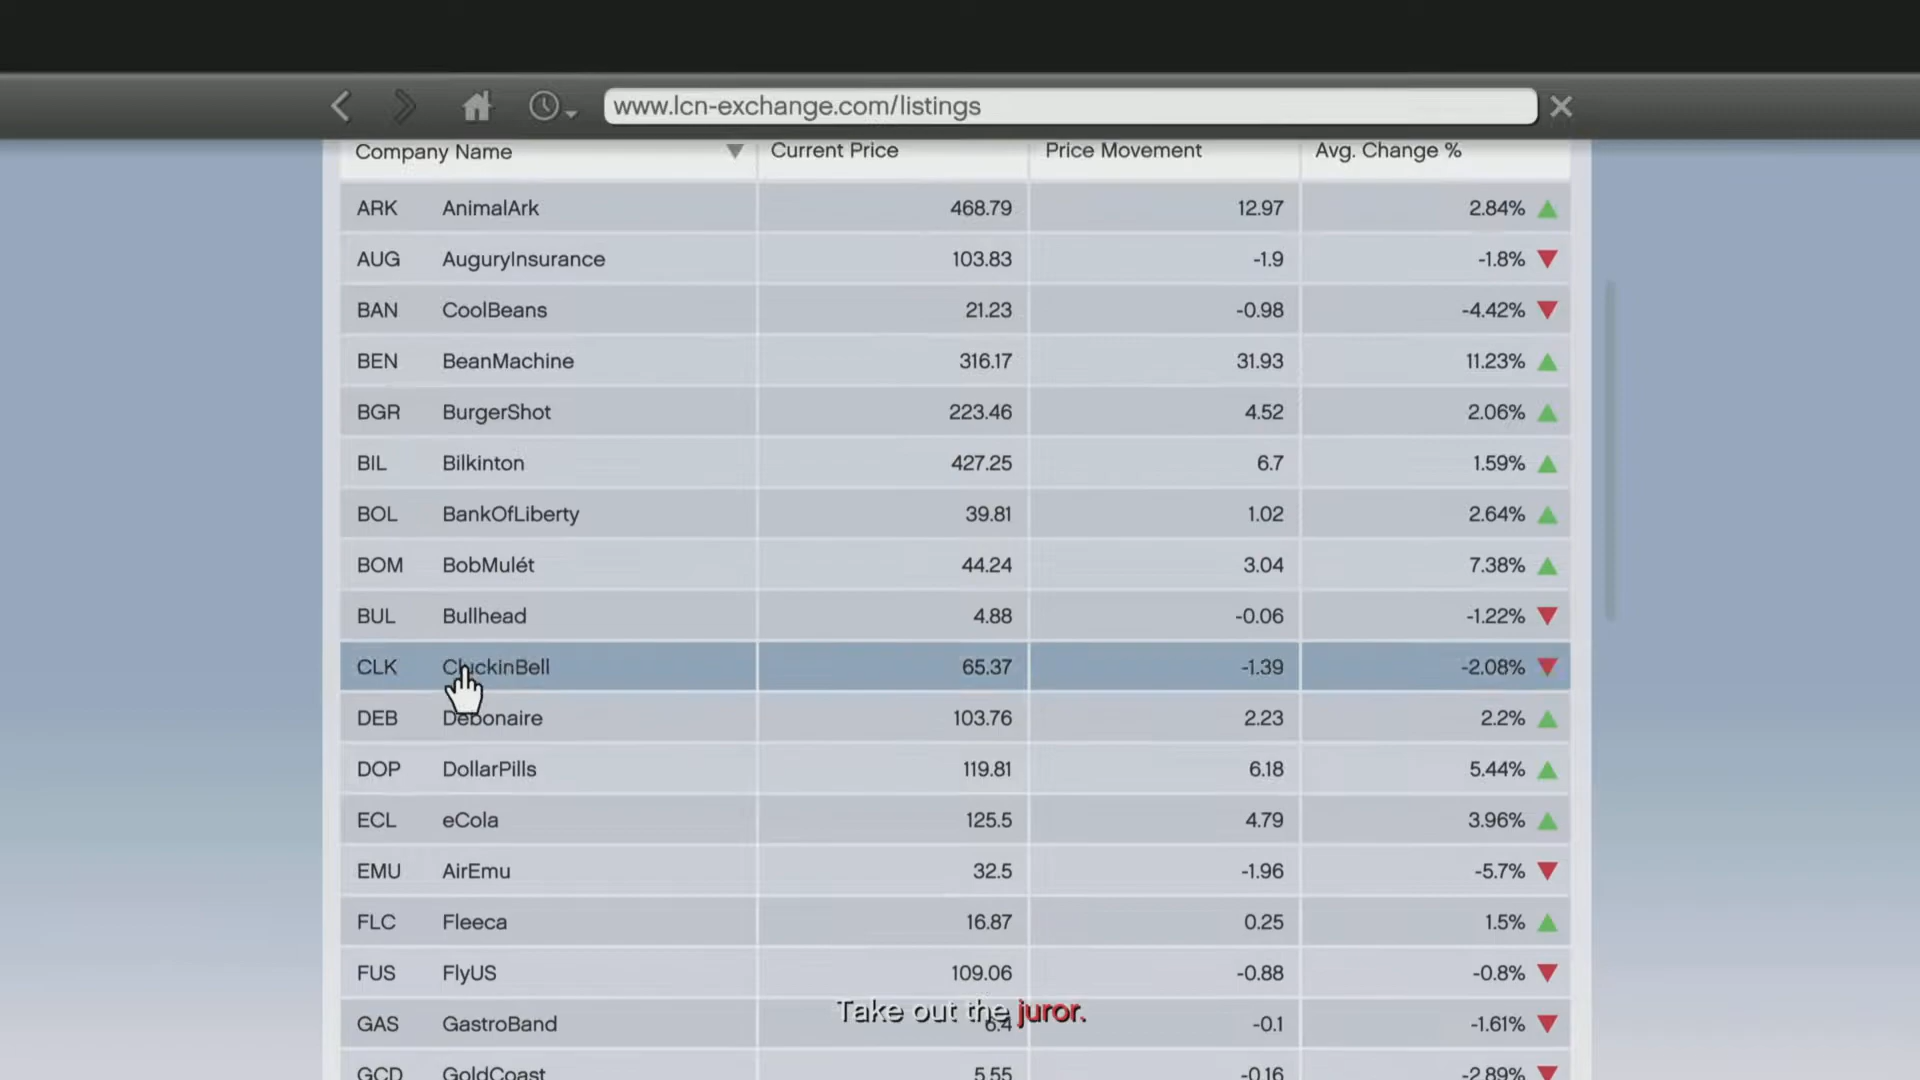 www.lcn-exchange.com/listings
Company Name Current Price Price Movement Avg. Change %
ARK AnimalArk 468.79 12.97 2.84%
AUG AuguryInsurance 103.83 -1.9 -1.8%
BAN CoolBeans 21.23 -0.98 -4.42%
BEN BeanMachine 316.17 31.93 11.23%
BGR BurgerShot 223.46 4.52 2.06%
BIL Bilkinton 427.25 6.7 1.59%
BOL BankOfLiberty 39.81 1.02 2.64%
BOM BobMulét 44.24 3.04 7.38%
BUL Bullhead 4.88 -0.06 -1.22%
CLK CluckinBell 65.37 -1.39 -2.08%
DEB Debonaire 103.76 2.23 2.2%
DOP DollarPills 119.81 6.18 5.44%
ECL eCola 125.5 4.79 3.96%
EMU AirEmu 32.5 -1.96 -5.7%
FLC Fleeca 16.87 0.25 1.5%
FUS FlyUS 109.06 -0.88 -0.8%
Take out the juror.
GAS GastroBand 6.4 -0.1 -1.61%
GCD GoldCoast 5.55 -0.16 -2.89%